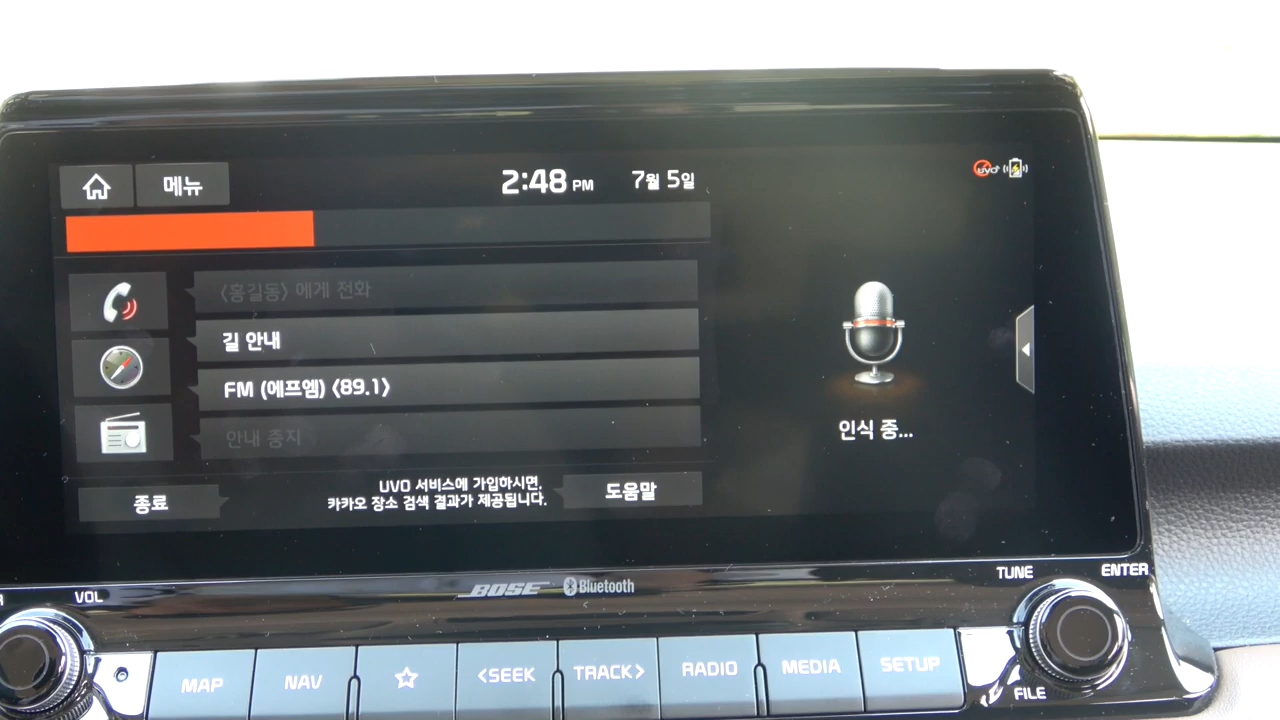 메뉴
2:48 PM 7월 5일
UVO
<홍길동> 에게 전화
길 안내
FM (에프엠) <89.1>
안내 중지
인식 중...
종료
UVO 서비스에 가입하시면,
카카오 장소 검색 결과가 제공됩니다.
도움말
BOSE Bluetooth
VOL
TUNE
ENTER
MAP
NAV
<SEEK
TRACK>
RADIO
MEDIA
SETUP
FILE